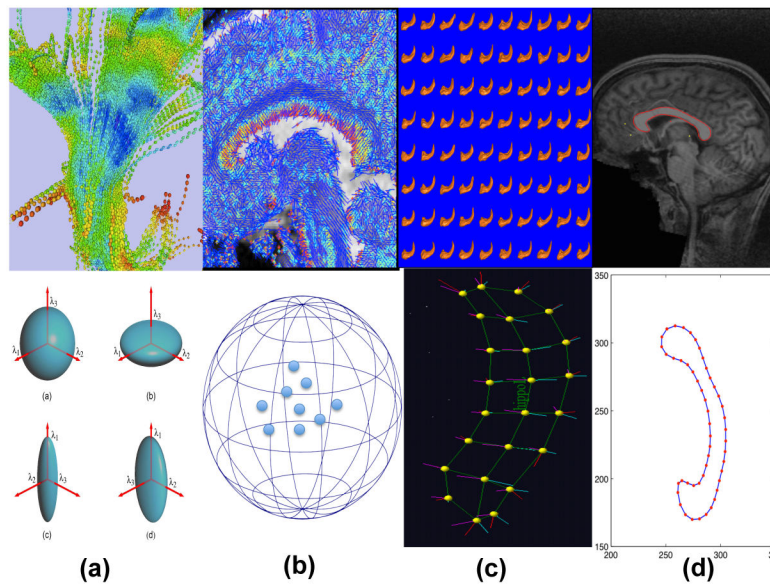 λ₃
λ₁ λ₂
(a)
λ₃
λ₁ λ₂
(b)
λ₁
λ₂ λ₃
(c)
λ₁
λ₃ λ₂
(d)
350
300
250
200
150
200 250 300
(a) (b) (c) (d)